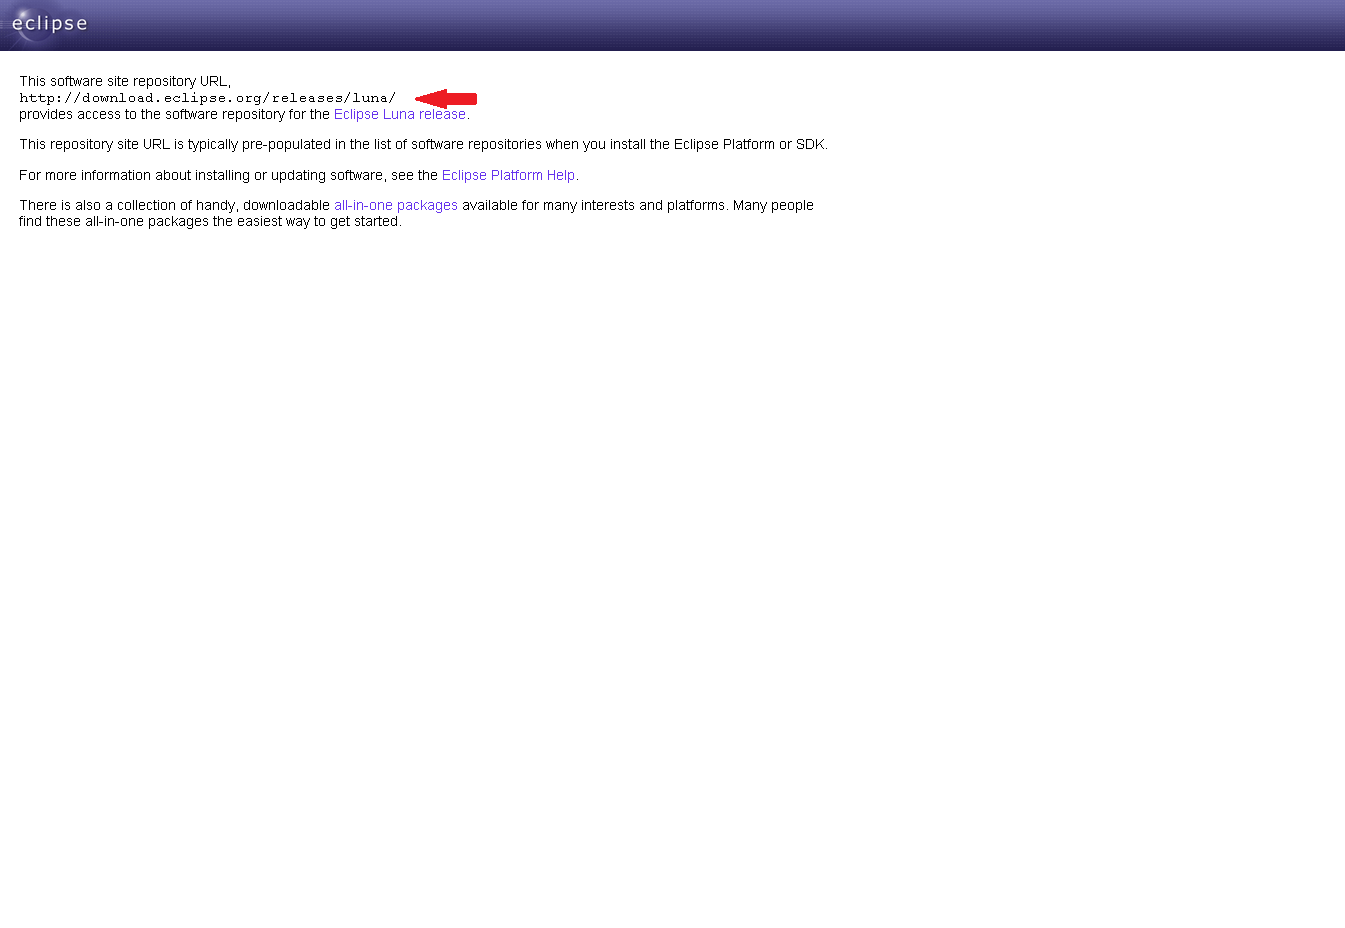 eclipse
This software site repository URL,
http://download.eclipse.org/releases/luna/
provides access to the software repository for the Eclipse Luna release.
This repository site URL is typically pre-populated in the list of software repositories when you install the Eclipse Platform or SDK.
For more information about installing or updating software, see the Eclipse Platform Help.
There is also a collection of handy, downloadable all-in-one packages available for many interests and platforms. Many people
find these all-in-one packages the easiest way to get started.